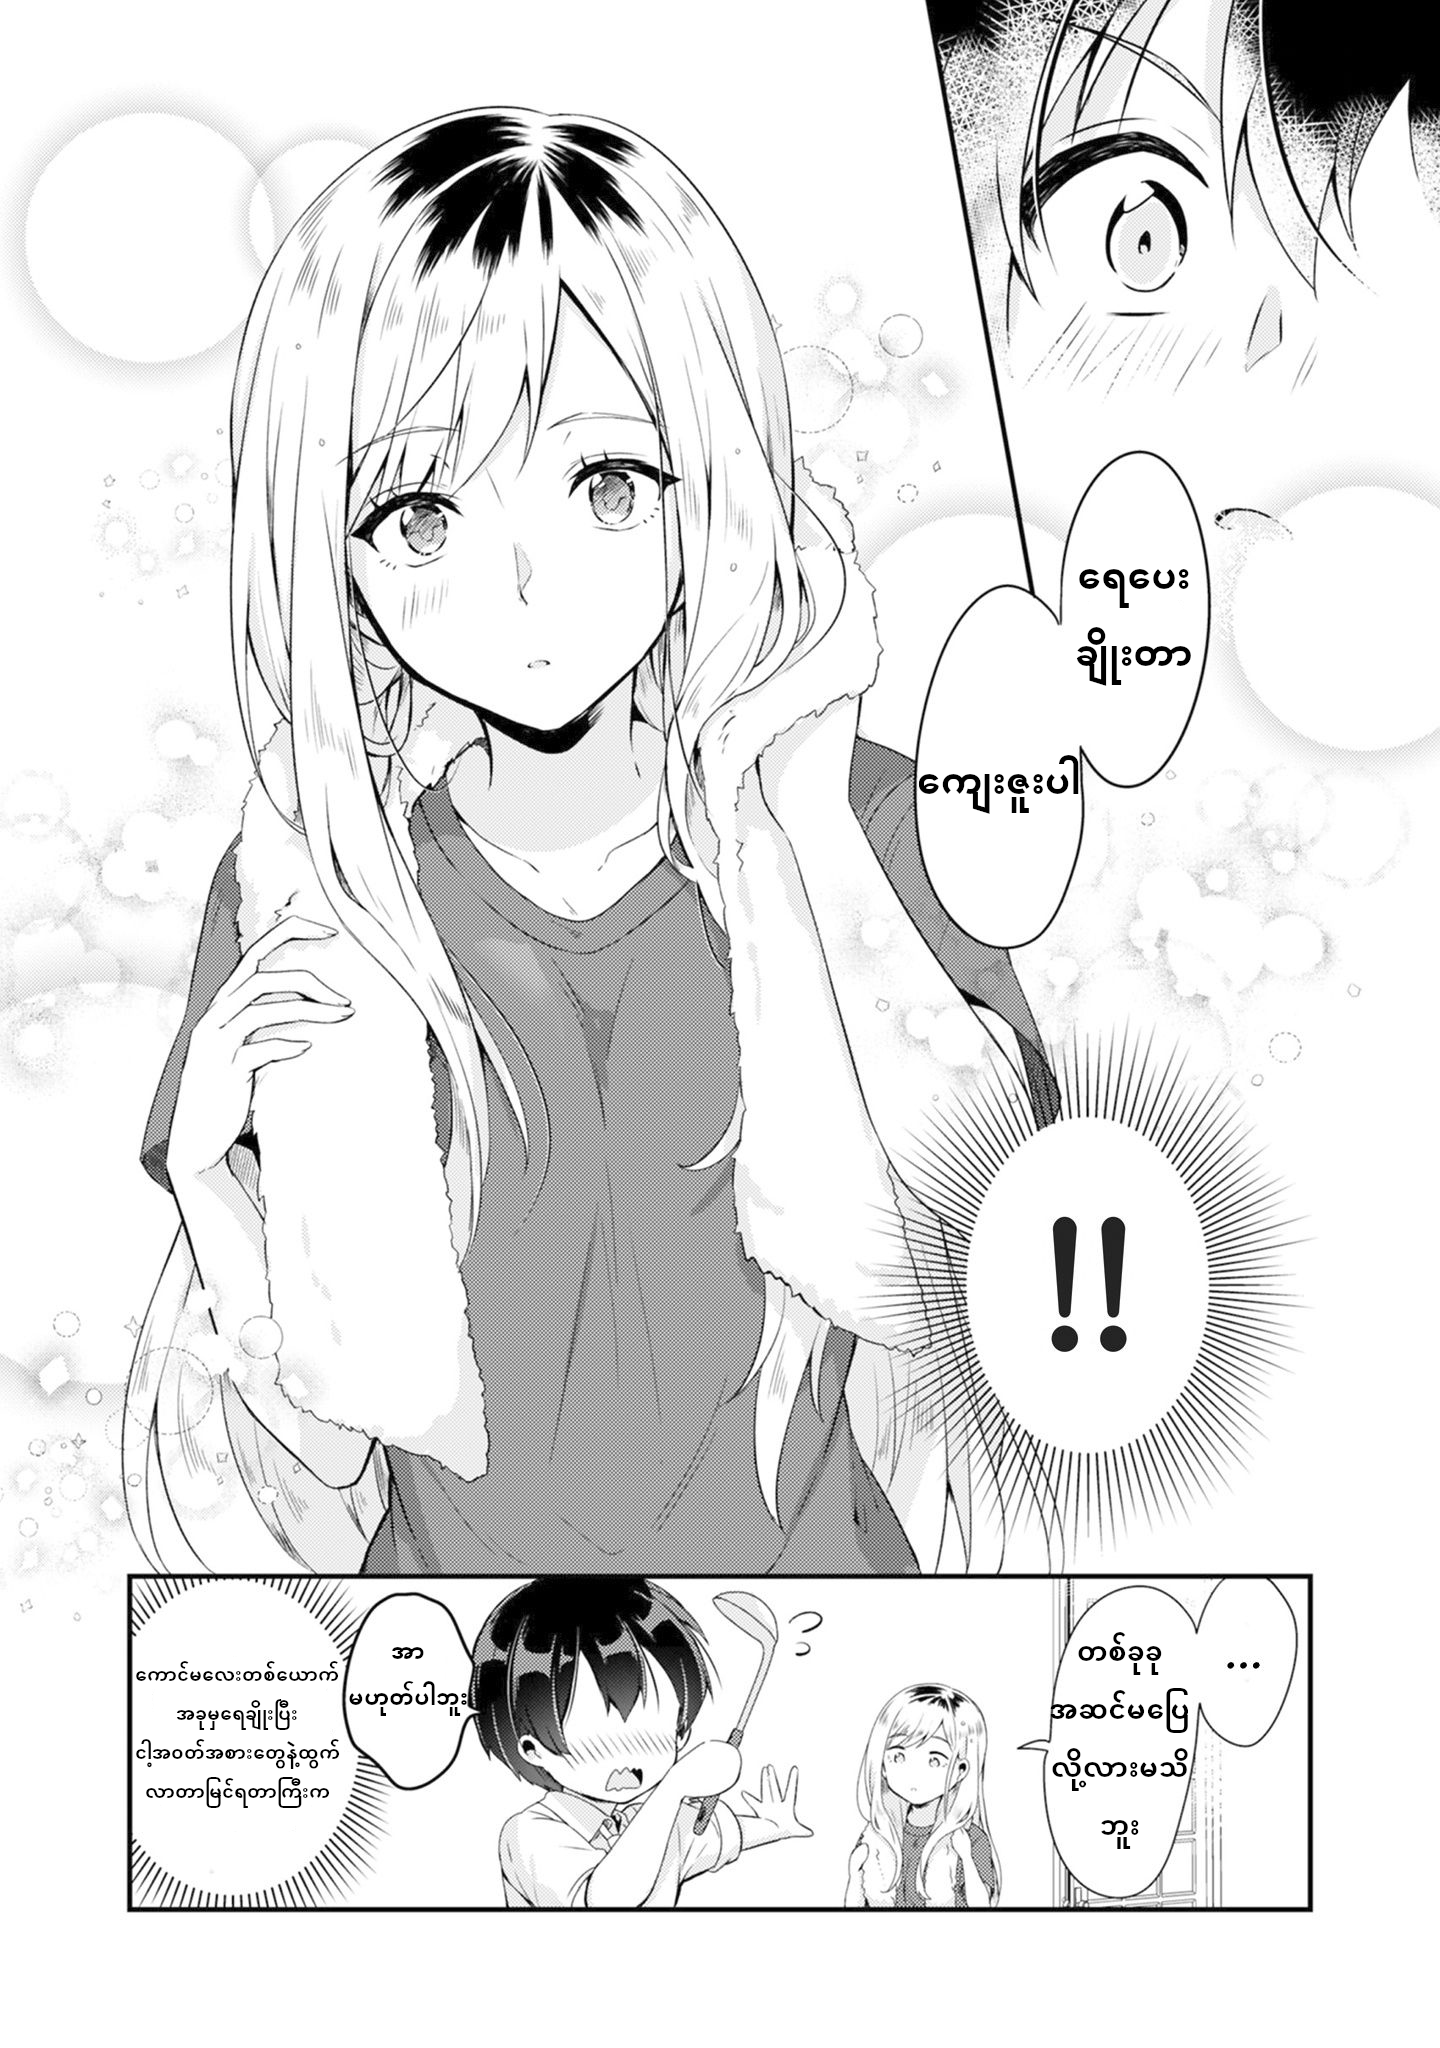 ရေပေး
ချိုးတာ
ကျေးဇူးပါ
!!
...
တစ်ခုခု
အဆင်မပြေ
လို့လားမသိ
ဘူး
အာ
မဟုတ်ပါဘူး
ကောင်မလေးတစ်ယောက်
အခုမှရေချိုးပြီး
ငါ့အဝတ်အစားတွေနဲ့ထွက်
လာတာမြင်ရတာကြီးက